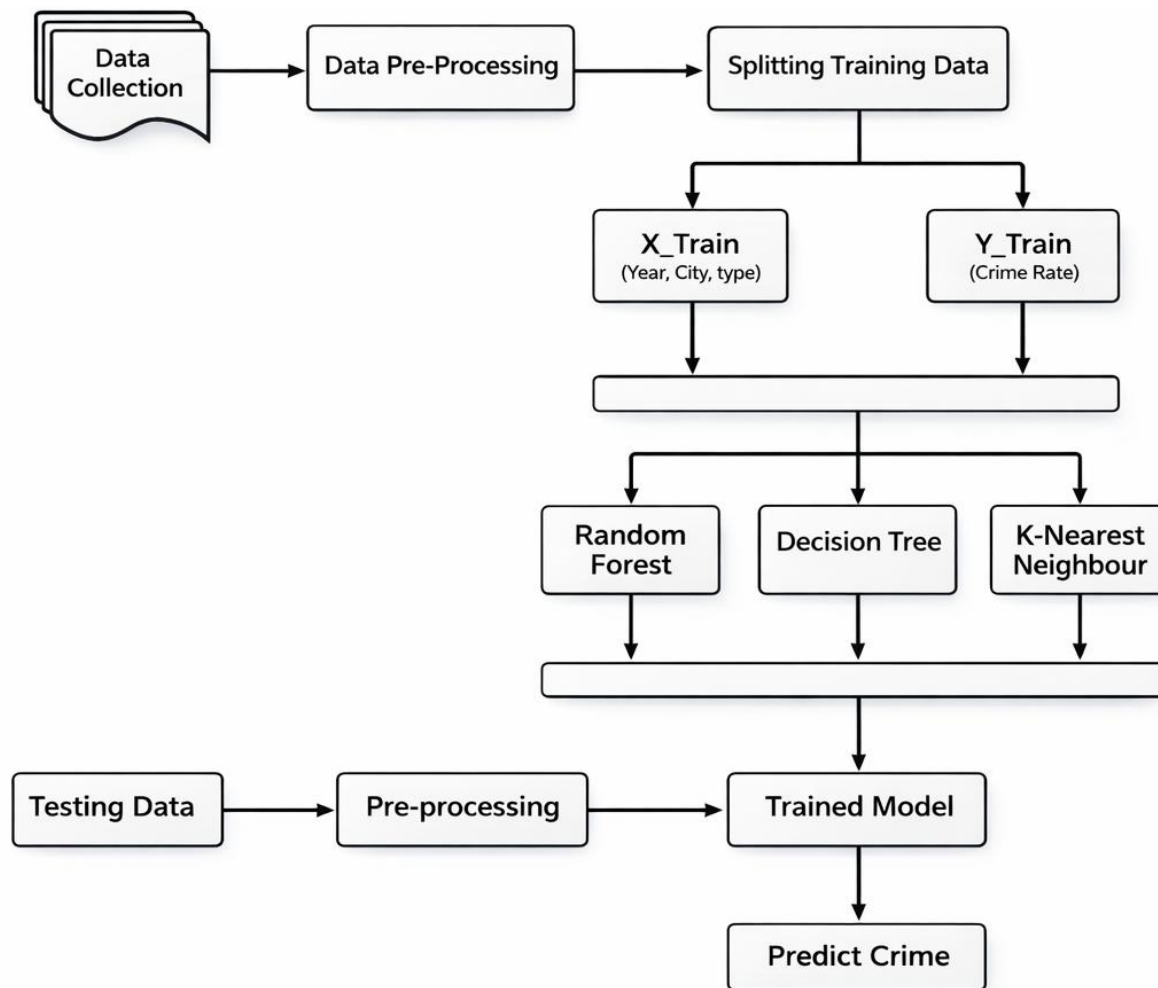 Data
Collection
Data Pre-Processing
Splitting Training Data
X_Train
(Year, City, type)
Y_Train
(Crime Rate)
Random
Forest
Decision Tree
K-Nearest
Neighbour
Testing Data
Pre-processing
Trained Model
Predict Crime